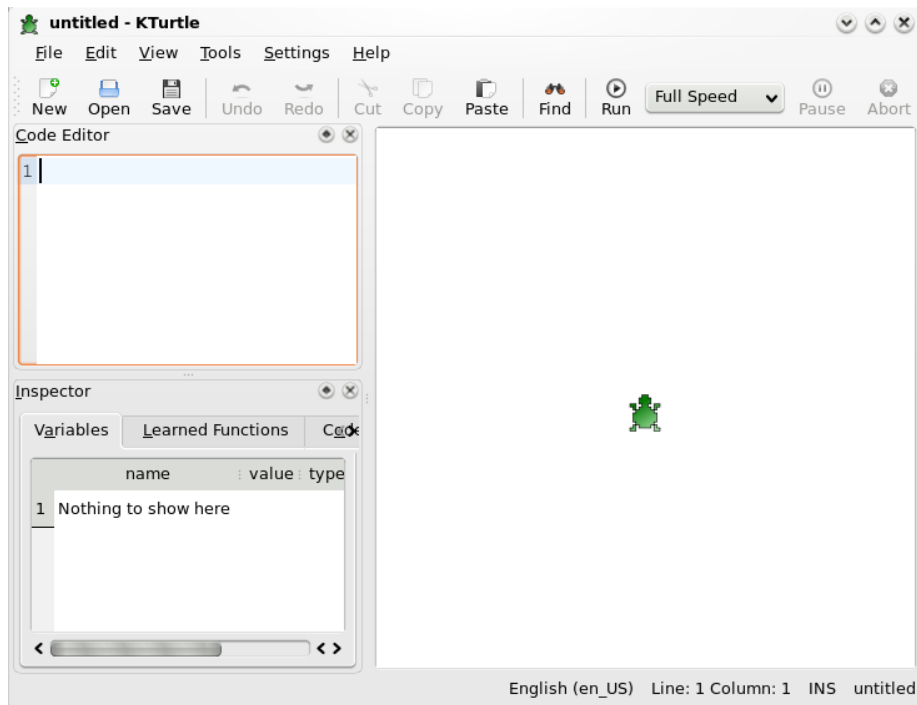 untitled - KTurtle
File Edit View Tools Settings Help
New Open Save Undo Redo Cut Copy Paste Find Run Full Speed Pause Abort
Code Editor
1
Inspector
Variables Learned Functions
name value type
1 Nothing to show here
English (en_US) Line: 1 Column: 1 INS untitled